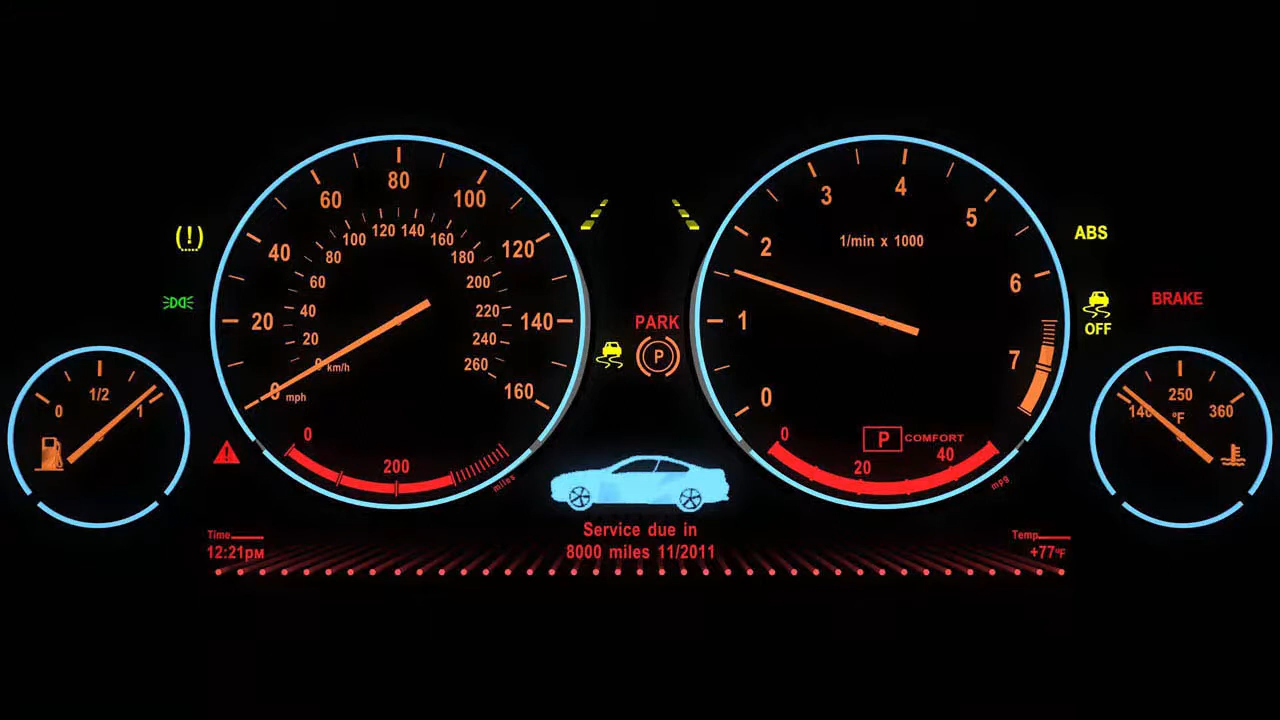 0
1/2
1
0
20
40
60
80
100
120
140
160
mph
0
20
40
60
80
100
120
140
160
180
200
220
240
260
km/h
0
200
miles
PARK
P
0
1
2
3
4
5
6
7
1/min x 1000
P COMFORT
0
20
40
mpg
ABS
OFF
BRAKE
140
250
360
°F
Service due in
8000 miles 11/2011
Time
12:21PM
Temp
+77°F